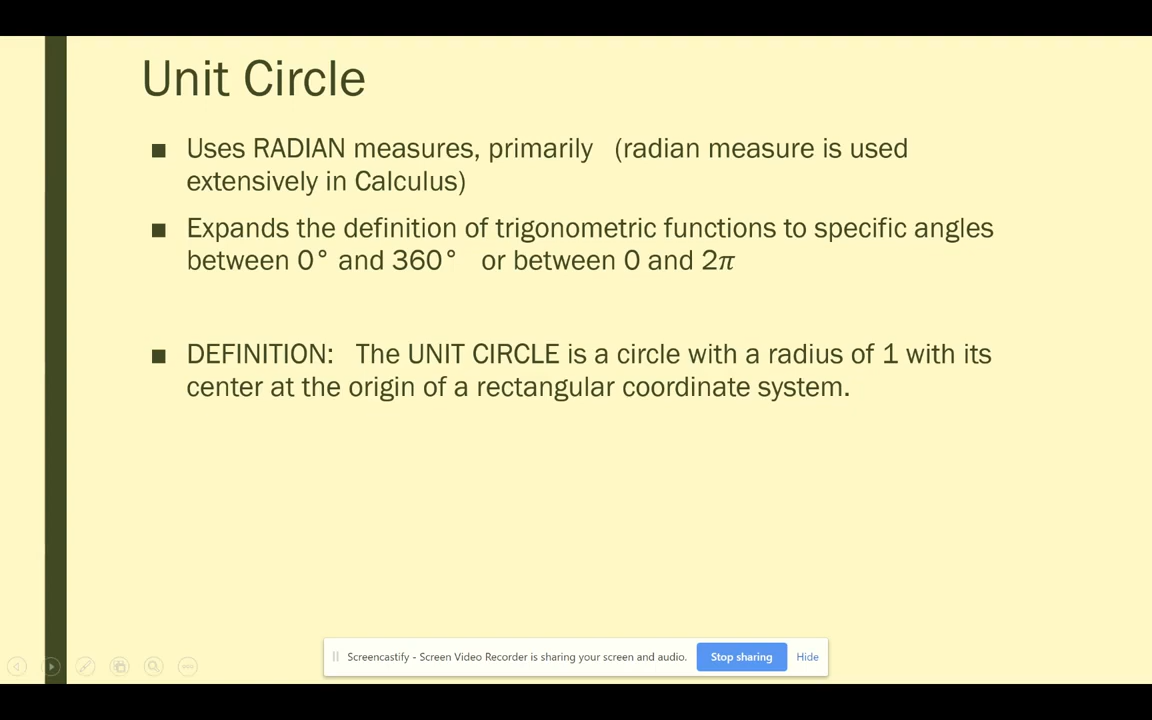 Unit Circle
■ Uses RADIAN measures, primarily (radian measure is used
extensively in Calculus)
■ Expands the definition of trigonometric functions to specific angles
between 0° and 360° or between 0 and 2𝜋
■ DEFINITION: The UNIT CIRCLE is a circle with a radius of 1 with its
center at the origin of a rectangular coordinate system.
Screencastify - Screen Video Recorder is sharing your screen and audio. Stop sharing Hide